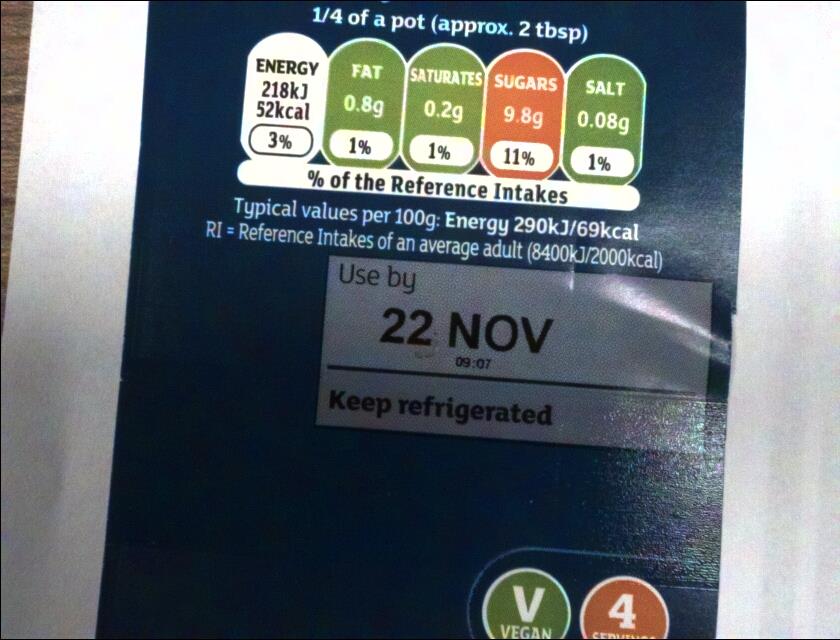 1/4 of a pot (approx. 2 tbsp)
ENERGY FAT SATURATES SUGARS SALT
218kJ
52kcal 0.8g 0.2g 9.8g 0.08g
3% 1% 1% 11% 1%
% of the Reference Intakes
Typical values per 100g: Energy 290kJ/69kcal
RI = Reference Intakes of an average adult (8400kJ/2000kcal)
Use by
22 NOV
09:07
Keep refrigerated
V 4
VEGAN SERVINGS